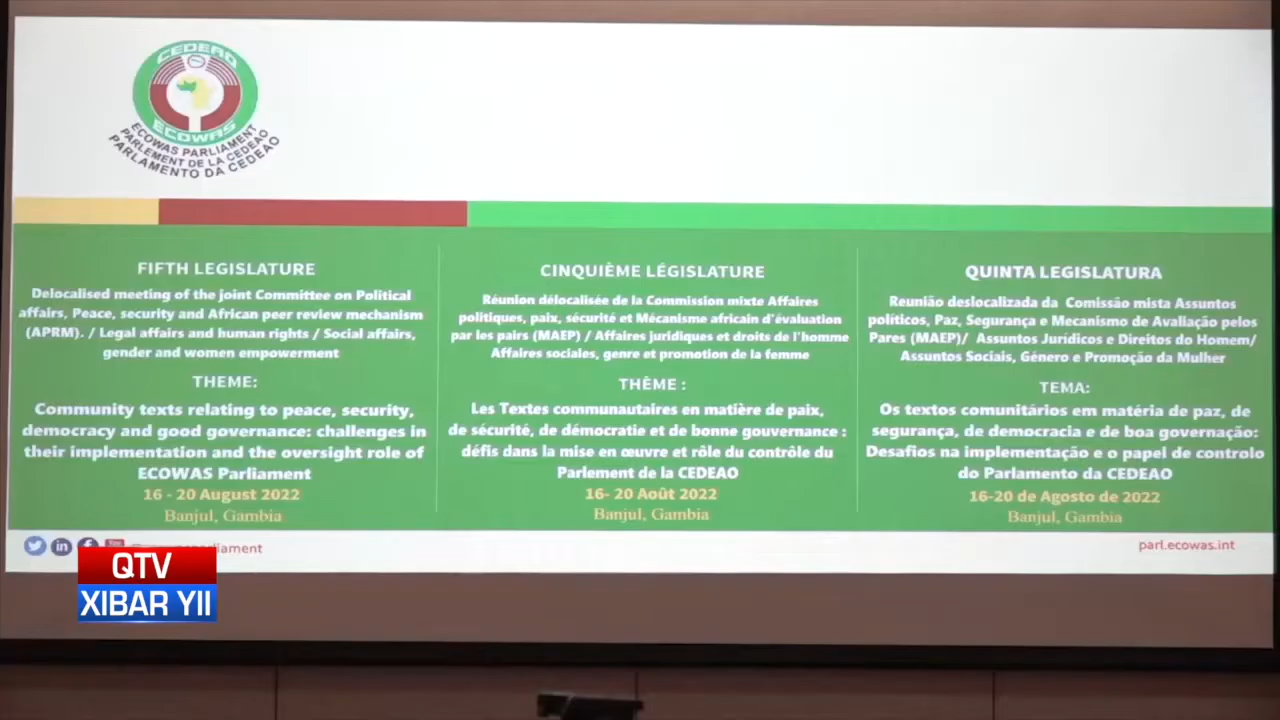 CEDEAO
ECOWAS
ECOWAS PARLIAMENT
PARLEMENT DE LA CEDEAO
PARLAMENTO DA CEDEAO
FIFTH LEGISLATURE
Delocalised meeting of the joint Committee on Political
affairs, Peace, security and African peer review mechanism
(APRM). / Legal affairs and human rights / Social affairs,
gender and women empowerment
THEME:
Community texts relating to peace, security,
democracy and good governance: challenges in
their implementation and the oversight role of
ECOWAS Parliament
16 - 20 August 2022
Banjul, Gambia
CINQUIÈME LÉGISLATURE
Réunion délocalisée de la Commission mixte Affaires
politiques, paix, sécurité et Mécanisme africain d'évaluation
par les pairs (MAEP) / Affaires juridiques et droits de l'homme
Affaires sociales, genre et promotion de la femme
THÈME :
Les Textes communautaires en matière de paix,
de sécurité, de démocratie et de bonne gouvernance :
défis dans la mise en œuvre et rôle du contrôle du
Parlement de la CEDEAO
16- 20 Août 2022
Banjul, Gambia
QUINTA LEGISLATURA
Reunião deslocalizada da Comissão mista Assuntos
políticos, Paz, Segurança e Mecanismo de Avaliação pelos
Pares (MAEP)/ Assuntos Jurídicos e Direitos do Homem/
Assuntos Sociais, Género e Promoção da Mulher
TEMA:
Os textos comunitários em matéria de paz, de
segurança, de democracia e de boa governação:
Desafios na implementação e o papel de controlo
do Parlamento da CEDEAO
16-20 de Agosto de 2022
Banjul, Gambia
parl.ecowas.int
QTV
XIBAR YII